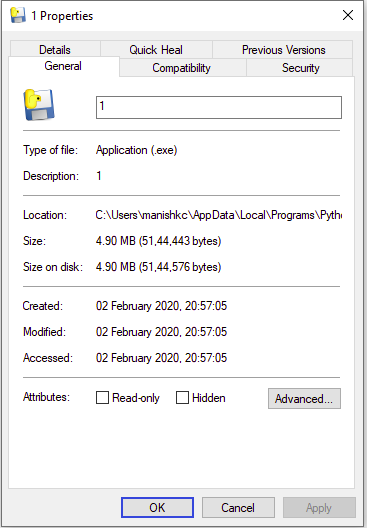 1 Properties
Details Quick Heal Previous Versions
General Compatibility Security
1
Type of file: Application (.exe)
Description: 1
Location: C:\Users\manishkc\AppData\Local\Programs\Pytho
Size: 4.90 MB (51,44,443 bytes)
Size on disk: 4.90 MB (51,44,576 bytes)
Created: 02 February 2020, 20:57:05
Modified: 02 February 2020, 20:57:05
Accessed: 02 February 2020, 20:57:05
Attributes: Read-only Hidden Advanced...
OK Cancel Apply